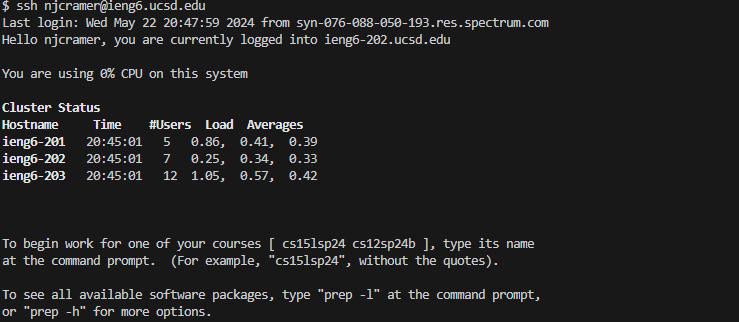 $ ssh njcramer@ieng6.ucsd.edu
Last login: Wed May 22 20:47:59 2024 from syn-076-088-050-193.res.spectrum.com
Hello njcramer, you are currently logged into ieng6-202.ucsd.edu
You are using 0% CPU on this system
Cluster Status
Hostname     Time    #Users  Load  Averages
ieng6-201   20:45:01   5   0.86,  0.41,  0.39
ieng6-202   20:45:01   7   0.25,  0.34,  0.33
ieng6-203   20:45:01   12  1.05,  0.57,  0.42
To begin work for one of your courses [ cs15lsp24 cs12sp24b ], type its name
at the command prompt.  (For example, "cs15lsp24", without the quotes).
To see all available software packages, type "prep -l" at the command prompt,
or "prep -h" for more options.